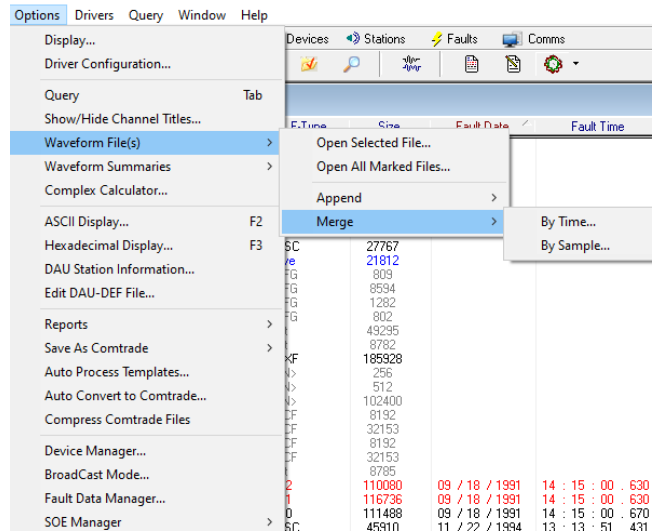 Options Drivers Query Window Help
Display... Devices Stations Faults Comms
Driver Configuration...
Query Tab
Show/Hide Channel Titles...
F-Type Size Fault Date Fault Time
Waveform File(s) > Open Selected File...
Waveform Summaries > Open All Marked Files...
Complex Calculator...
Append >
ASCII Display... F2 Merge > By Time...
Hexadecimal Display... F3 SC 27767 By Sample...
21812
DAU Station Information... 809
8594
Edit DAU-DEF File... 1282
802
Reports > 49295
8782
Save As Comtrade > 185928
Auto Process Templates... 256
512
Auto Convert to Comtrade... 102400
8192
Compress Comtrade Files 32153
8192
Device Manager... 32153
8785
BroadCast Mode... 110080 09 / 18 / 1991 14 : 15 : 00 . 630
Fault Data Manager... 116736 09 / 18 / 1991 14 : 15 : 00 . 630
111488 09 / 18 / 1991 14 : 15 : 00 . 670
SOE Manager > SC 45910 11 / 22 / 1994 13 : 13 : 51 . 431